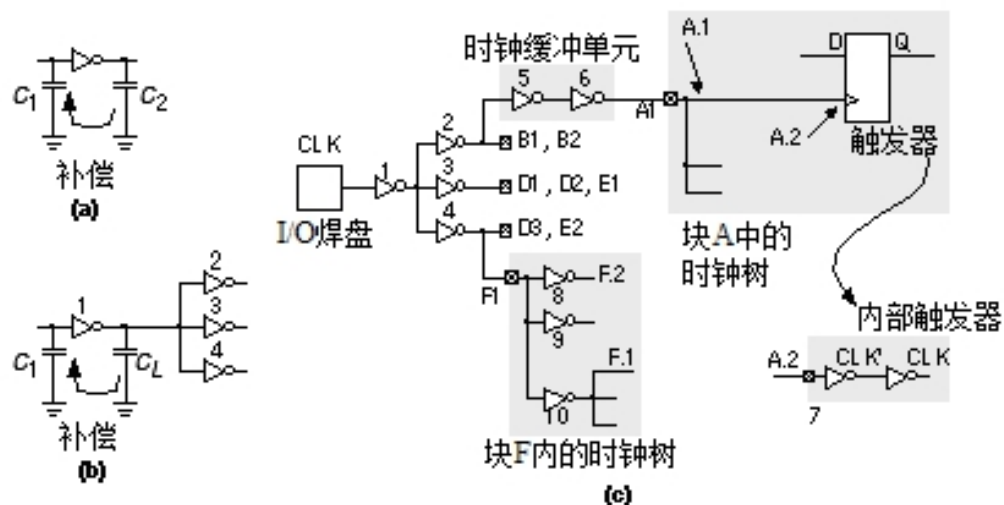 C1
C2
补偿
(a)
1
2
3
4
C1
CL
补偿
(b)
时钟缓冲单元
5
6
CLK
I/O焊盘
1
2
3
4
B1, B2
D1, D2, E1
D3, E2
A1
A.1
D
Q
A.2
触发器
块A中的
时钟树
F1
8
F.2
9
F.1
10
块F内的时钟树
内部触发器
A.2
CLK'
CLK
7
(c)